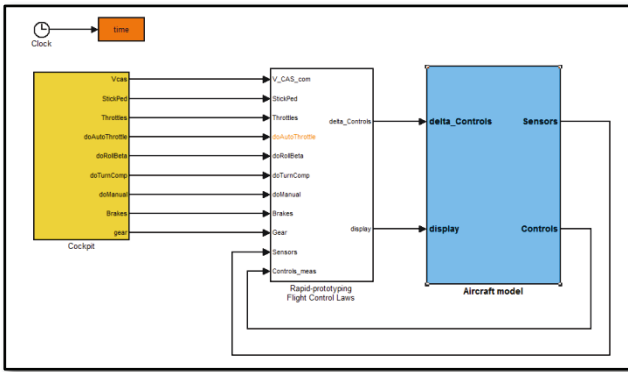 time
Clock
Vcas
StickPed
Throttles
doAutoThrottle
doRollBeta
doTurnComp
doManual
Brakes
gear
Cockpit
V_CAS_com
StickPed
Throttles
doAutoThrottle
doRollBeta
doTurnComp
doManual
Brakes
Gear
Sensors
Controls_meas
delta_Controls
display
Rapid-prototyping
Flight Control Laws
delta_Controls
display
Sensors
Controls
Aircraft model